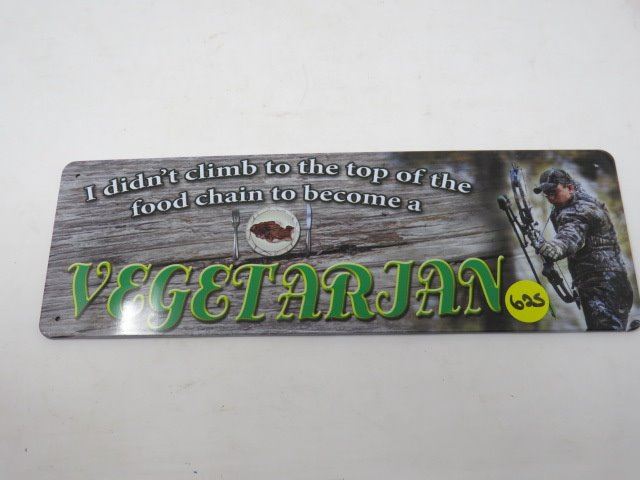 I didn't climb to the top of the
food chain to become a
VEGETARIAN
625